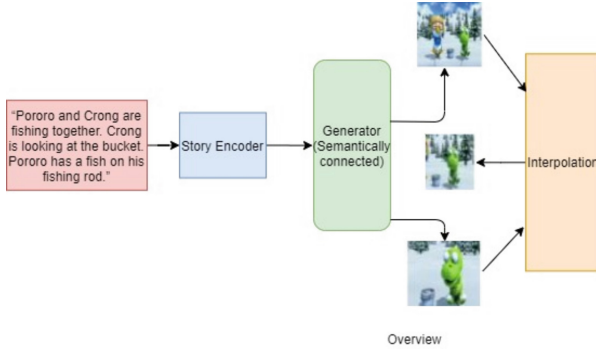 “Pororo and Crong are
fishing together. Crong
is looking at the bucket.
Pororo has a fish on his
fishing rod.”
Story Encoder
Generator
(Semantically
connected)
Interpolation
Overview